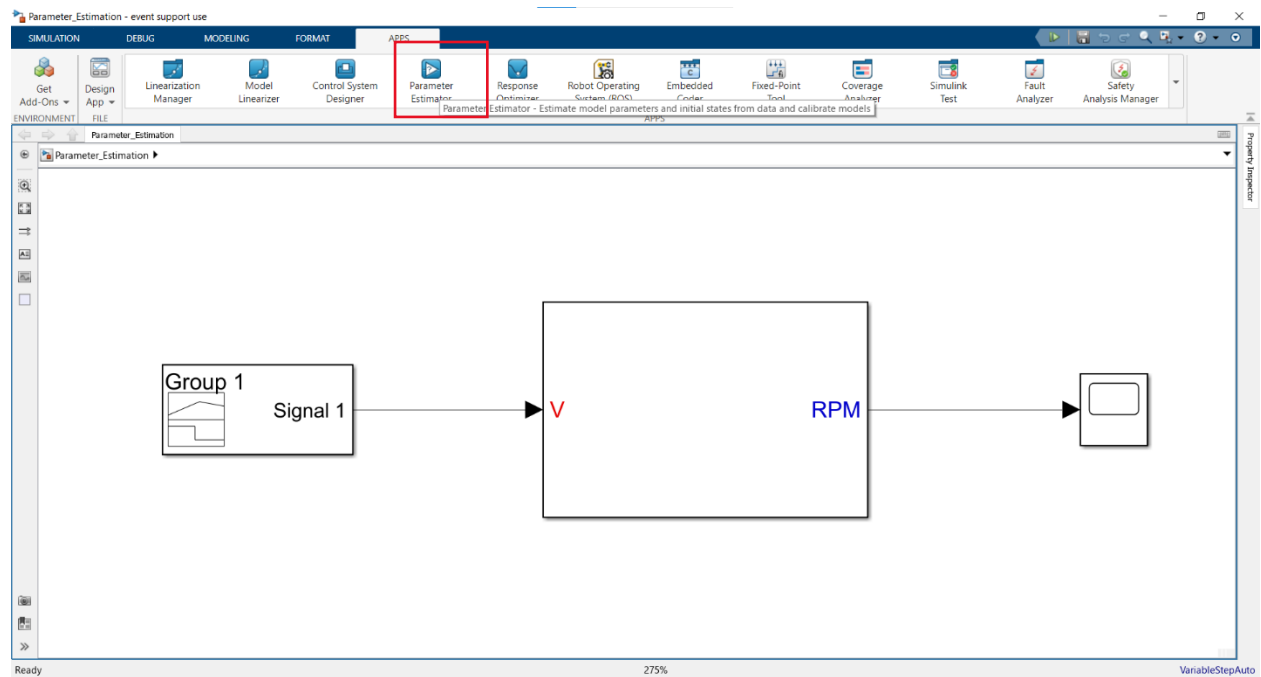 Parameter_Estimation - event support use
SIMULATION DEBUG MODELING FORMAT APPS
Get Add-Ons
Design App
Linearization Manager
Model Linearizer
Control System Designer
Parameter Estimator
Response Optimizer
Robot Operating System (ROS)
Embedded Coder
Fixed-Point Tool
Coverage Analyzer
Simulink Test
Fault Analyzer
Safety Analysis Manager
Parameter Estimator - Estimate model parameters and initial states from data and calibrate models
ENVIRONMENT FILE APPS
Parameter_Estimation
Parameter_Estimation
Property Inspector
Group 1
Signal 1
V
RPM
Ready 275% VariableStepAuto